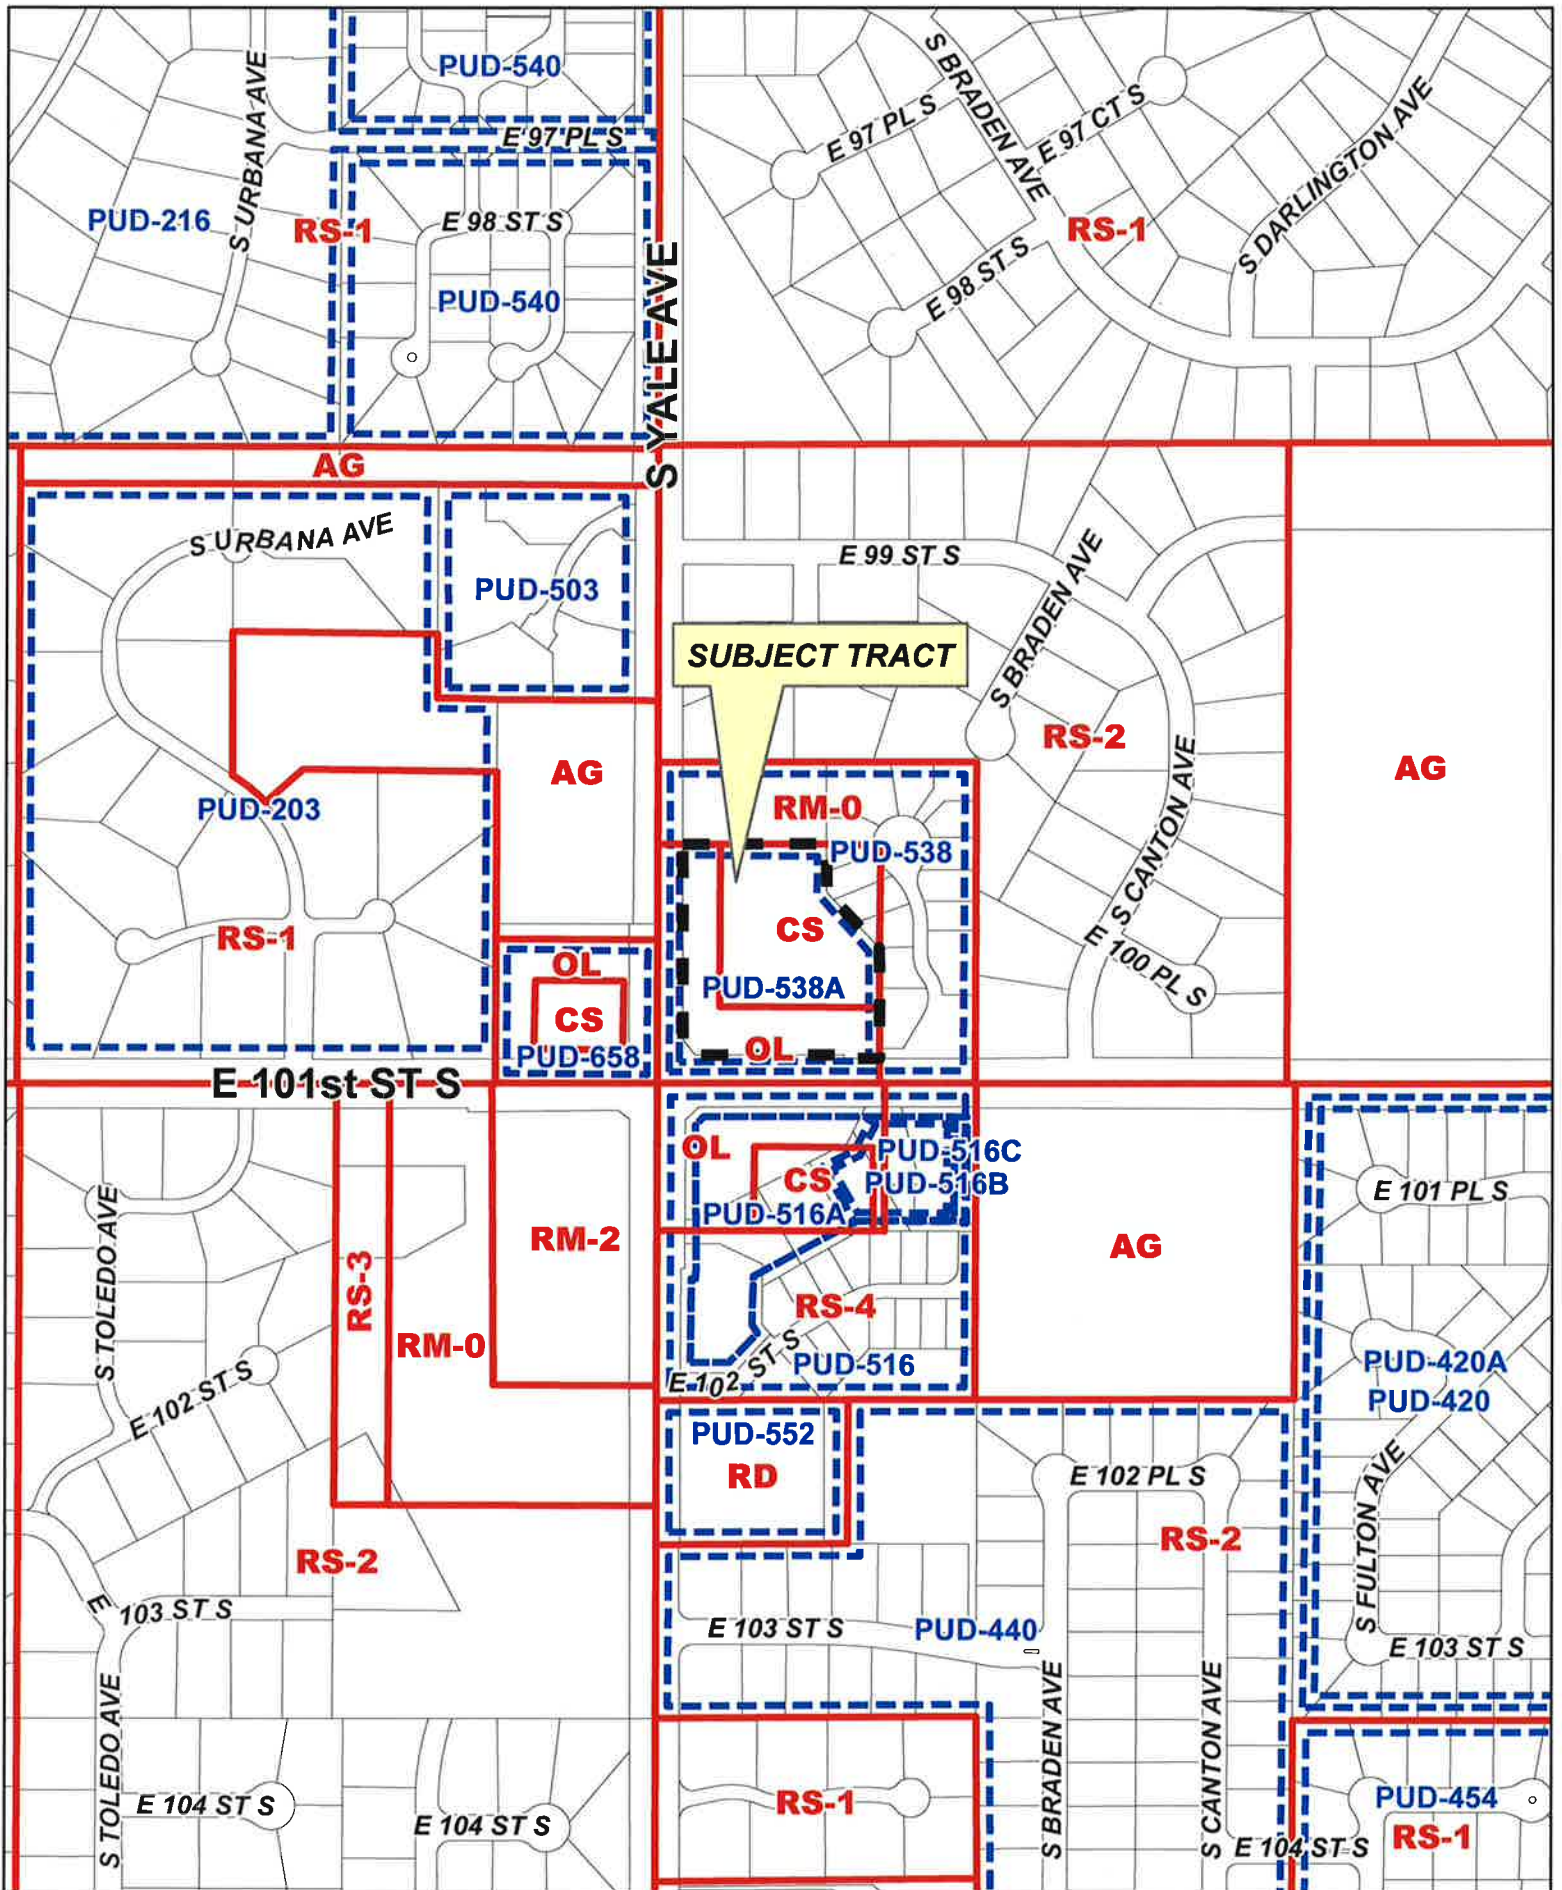 PUD-540
S URBANA AVE
S BRADEN AVE
E 97 PL S
E 97 PL S
E 97 CT S
S DARLINGTON AVE
PUD-216
RS-1
E 98 ST S
PUD-540
S YALE AVE
E 98 ST S
RS-1
AG
S URBANA AVE
PUD-503
E 99 ST S
S BRADEN AVE
SUBJECT TRACT
RS-2
AG
AG
PUD-203
RM-0
PUD-538
S CANTON AVE
CS
RS-1
OL
PUD-538A
E 100 PL S
CS
PUD-658
OL
E 101st ST S
OL
PUD-516C
CS
PUD-516B
PUD-516A
S TOLEDO AVE
RS-3
RM-2
AG
E 101 PL S
RM-0
RS-4
PUD-516
E 102 ST S
E 102 ST S
PUD-420A
PUD-420
PUD-552
RD
E 102 PL S
RS-2
S FULTON AVE
RS-2
E 103 ST S
E 103 ST S
PUD-440
E 103 ST S
S TOLEDO AVE
S BRADEN AVE
S CANTON AVE
E 104 ST S
E 104 ST S
RS-1
PUD-454
RS-1
E 104 ST S